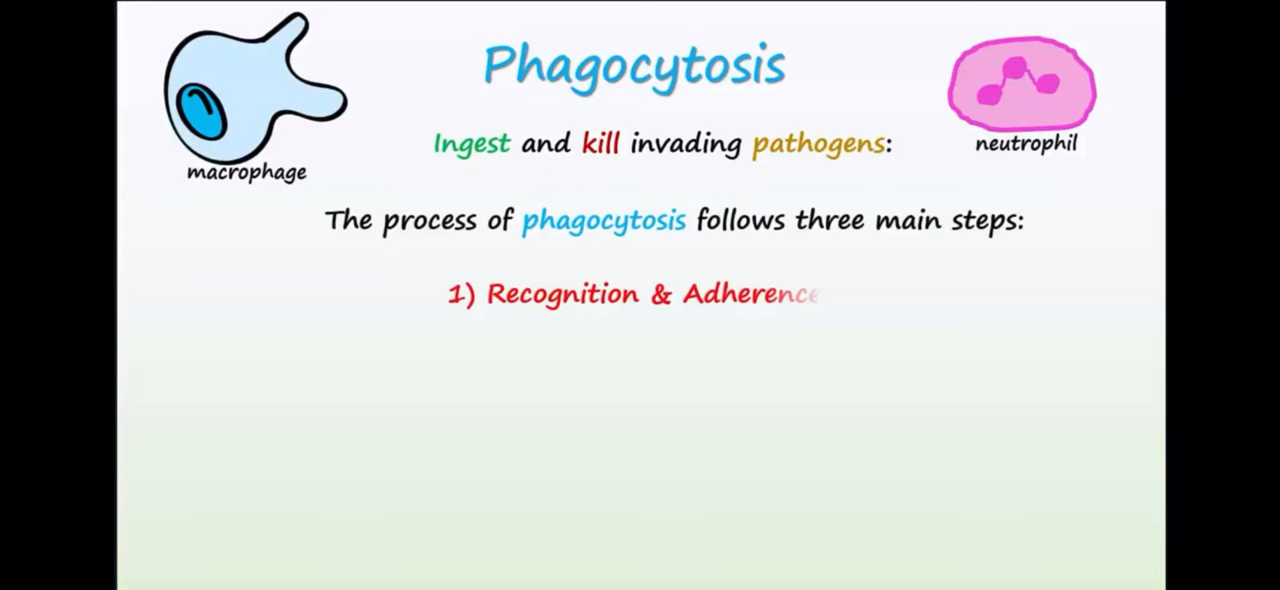 Phagocytosis
Ingest and kill invading pathogens:
macrophage
neutrophil
The process of phagocytosis follows three main steps:
1) Recognition & Adherence